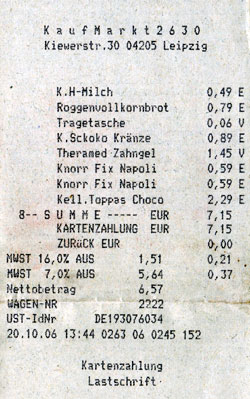 KaufMarkt2630
Kiewerstr.30 04205 Leipzig
K.H-Milch 0,49 E
Roggenvollkornbrot 0,79 E
Tragetasche 0,06 V
K.Sckoko Kränze 0,89 E
Theramed Zahngel 1,45 V
Knorr Fix Napoli 0,59 E
Knorr Fix Napoli 0,59 E
Kell.Toppas Choco 2,29 E
8-- S U M M E ----- EUR 7,15
KARTENZAHLUNG EUR 7,15
ZURüCK EUR 0,00
MWST 16,0% AUS 1,51 0,21
MWST 7,0% AUS 5,64 0,37
Nettobetrag 6,57
WAGEN-NR 2222
UST-IdNr DE193076034
20.10.06 13:44 0263 06 0245 152
Kartenzahlung
Lastschrift